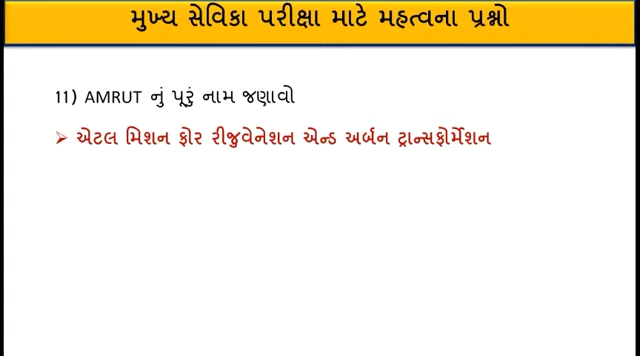 મુખ્ય સેવિકા પરીક્ષા માટે મહત્વના પ્રશ્નો
11) AMRUT નું પૂરું નામ જણાવો
➢ એટલ મિશન ફોર રીજુવેનેશન એન્ડ અર્બન ટ્રાન્સફોર્મેશન